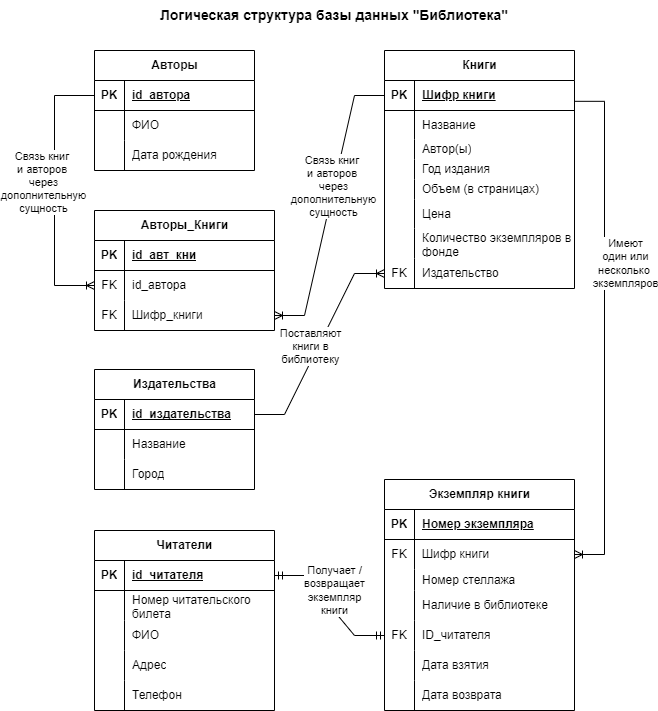 Логическая структура базы данных "Библиотека"
Авторы
PK id_автора
ФИО
Дата рождения
Связь книг
и авторов
через
дополнительную
сущность
Авторы_Книги
PK id_авт_кни
FK id_автора
FK Шифр_книги
Связь книг
и авторов
через
дополнительную
сущность
Книги
PK Шифр книги
Название
Автор(ы)
Год издания
Объем (в страницах)
Цена
Количество экземпляров в
фонде
FK Издательство
Имеют
один или
несколько
экземпляров
Поставляют
книги в
библиотеку
Издательства
PK id_издательства
Название
Город
Читатели
PK id_читателя
Номер читательского
билета
ФИО
Адрес
Телефон
Получает /
возвращает
экземпляр
книги
Экземпляр книги
PK Номер экземпляра
FK Шифр книги
Номер стеллажа
Наличие в библиотеке
FK ID_читателя
Дата взятия
Дата возврата